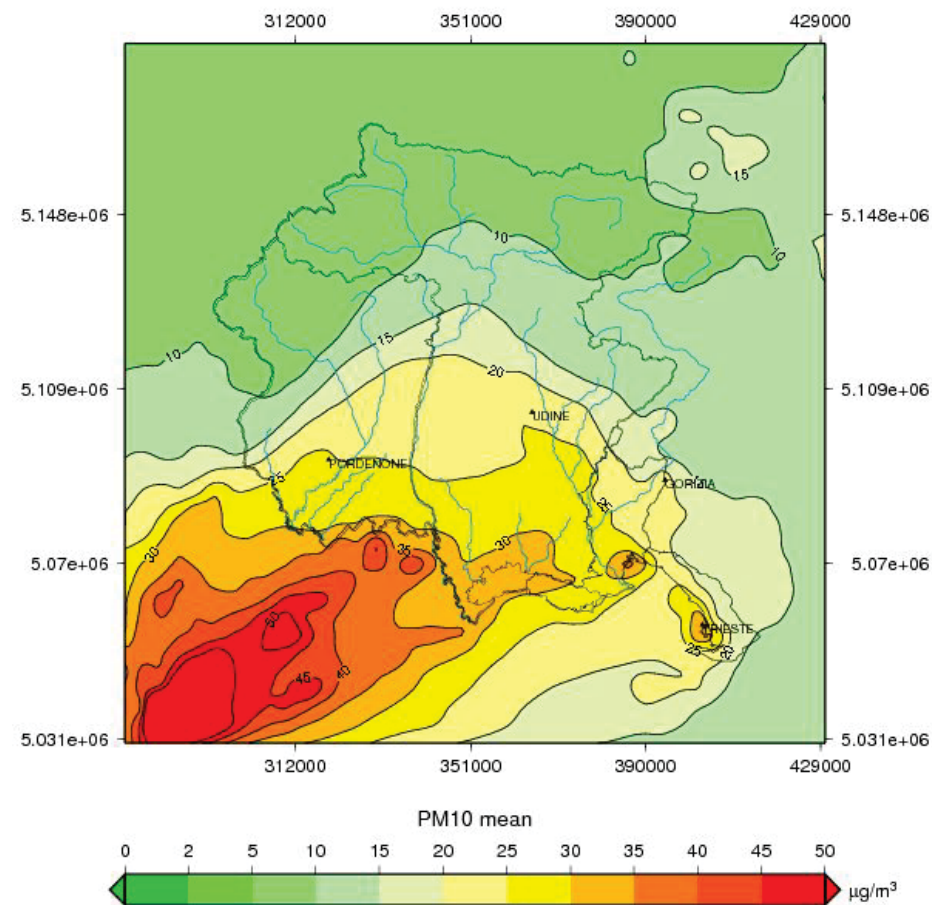 312000 351000 390000 429000
15
5.148e+06 5.148e+06
10
10
15
10
20
5.109e+06 5.109e+06
UDINE
PORDENONE
25
GORIZIA
25
30
35
30
5.07e+06 5.07e+06
50
TRIESTE
25 20
45 40
5.031e+06 5.031e+06
312000 351000 390000 429000
PM10 mean
0 2 5 10 15 20 25 30 35 40 45 50
µg/m³